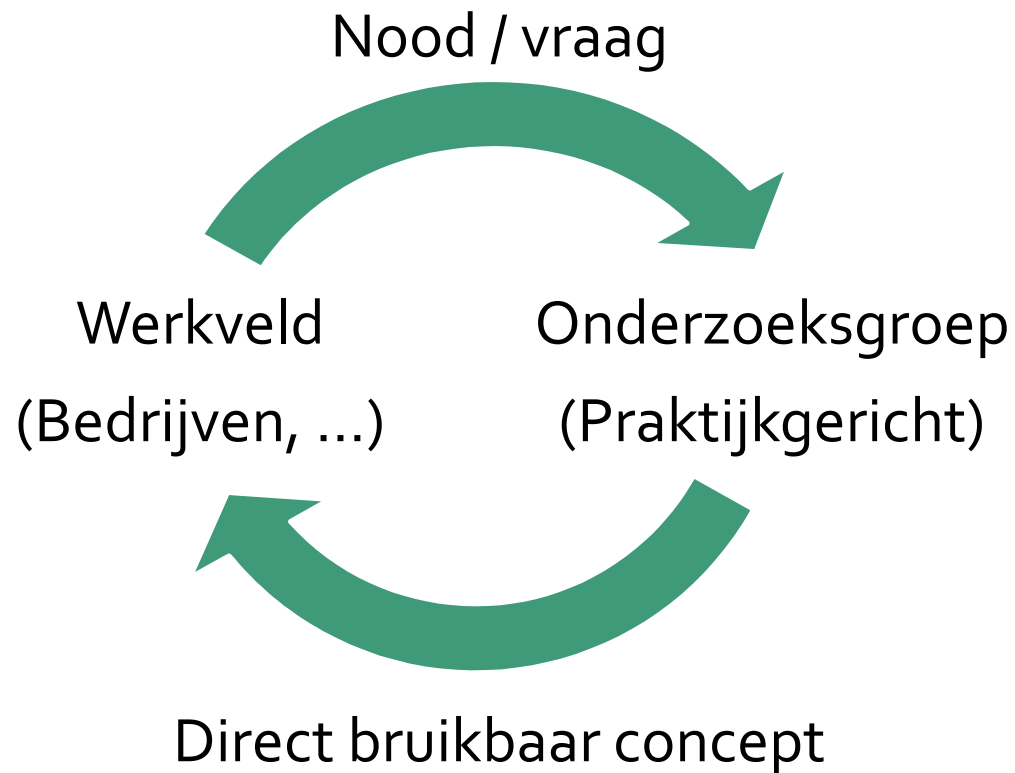 Nood / vraag
Werkveld
(Bedrijven, ...)
Onderzoeksgroep
(Praktijkgericht)
Direct bruikbaar concept